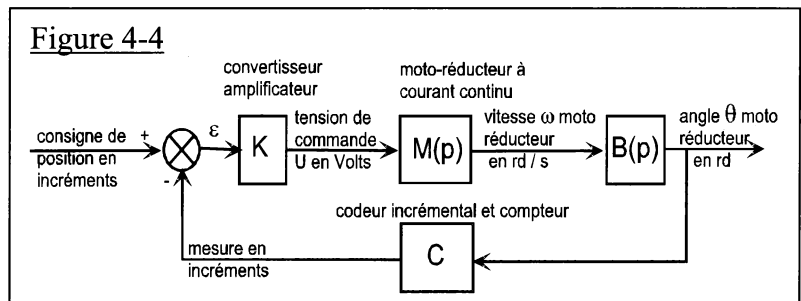 Figure 4-4
convertisseur
amplificateur
moto-réducteur à
courant continu
consigne de
position en
incréments
+
-
ε
K
tension de
commande
U en Volts
M(p)
vitesse ω moto
réducteur
en rd / s
B(p)
angle θ moto
réducteur
en rd
codeur incrémental et compteur
C
mesure en
incréments